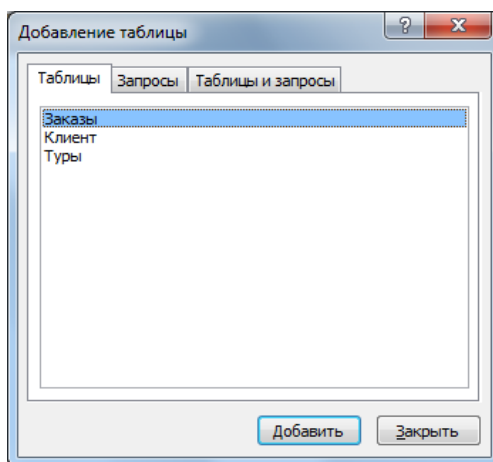 Добавление таблицы
Таблицы Запросы Таблицы и запросы
Заказы
Клиент
Туры
Добавить Закрыть